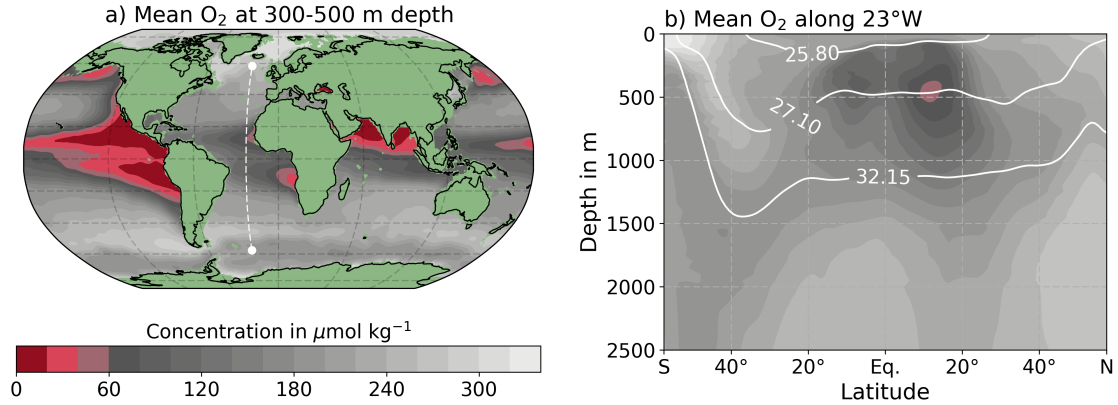 a) Mean O₂ at 300-500 m depth
Concentration in μmol kg⁻¹
0 60 120 180 240 300
b) Mean O₂ along 23°W
Depth in m
0
500
1000
1500
2000
2500
25.80
27.10
32.15
S 40° 20° Eq. 20° 40° N
Latitude